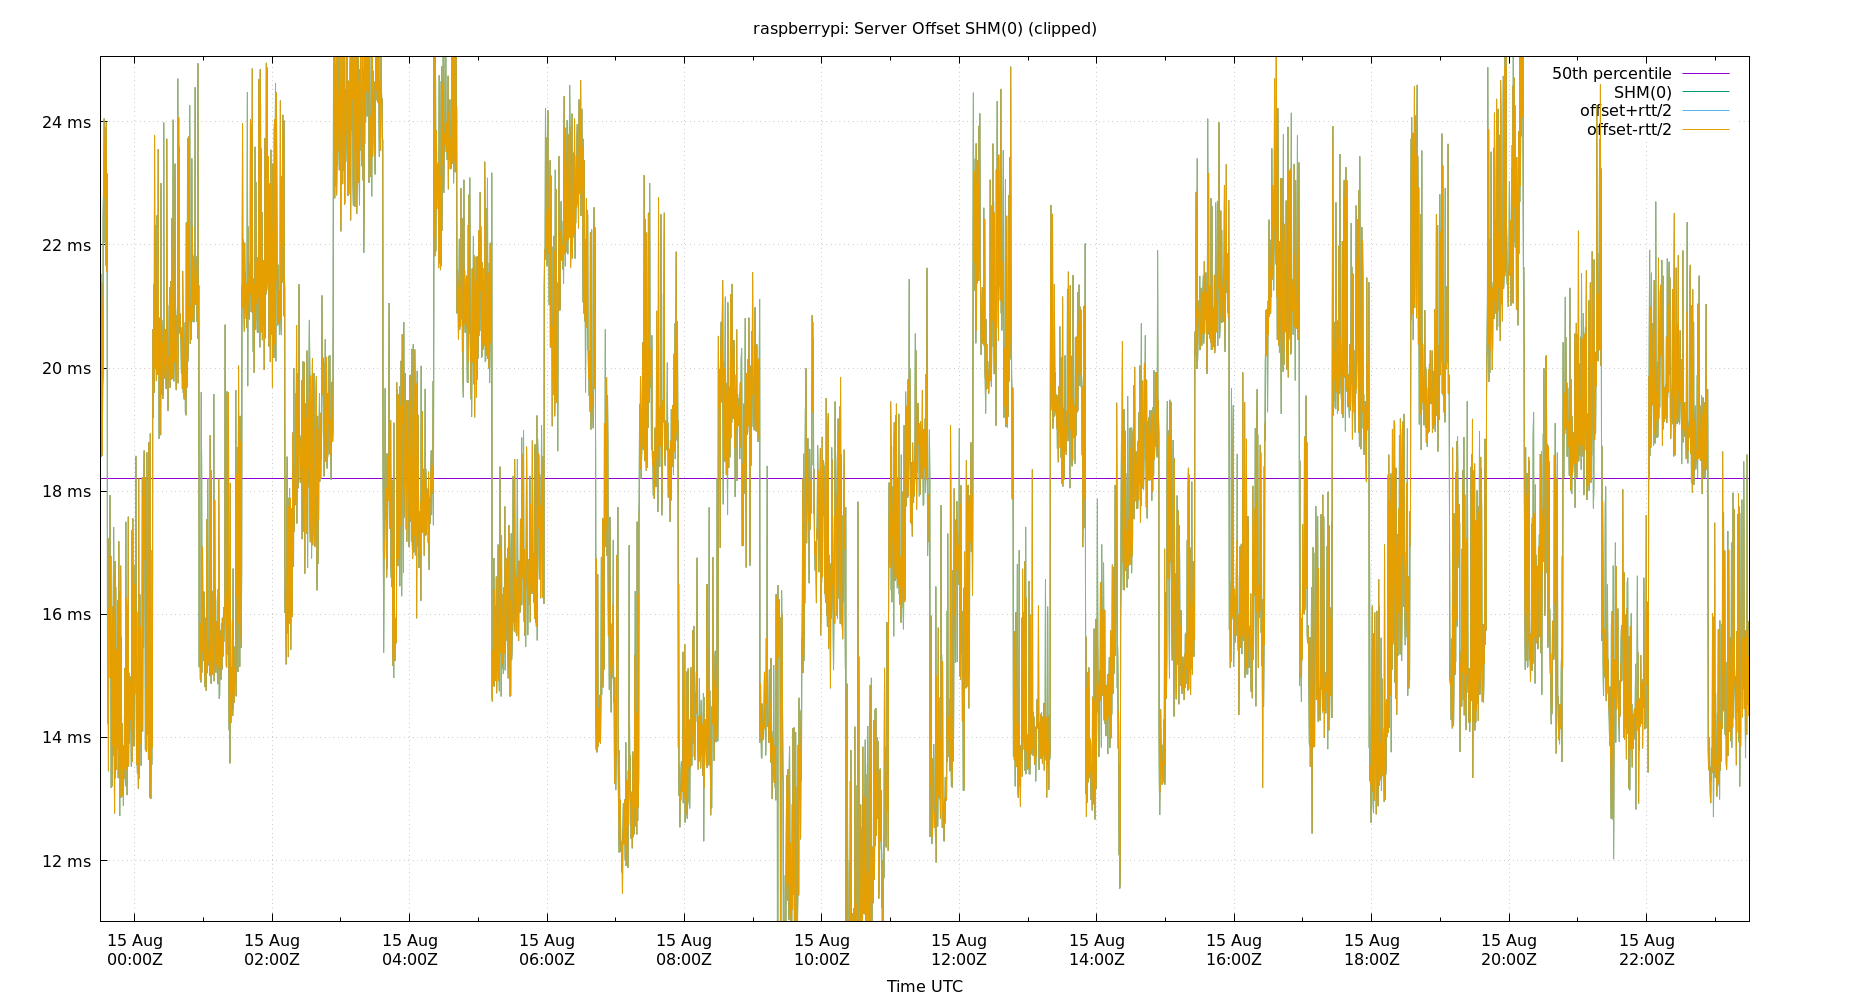 raspberrypi: Server Offset SHM(0) (clipped)
50th percentile
SHM(0)
offset+rtt/2
offset-rtt/2
24 ms
22 ms
20 ms
18 ms
16 ms
14 ms
12 ms
15 Aug 15 Aug 15 Aug 15 Aug 15 Aug 15 Aug 15 Aug 15 Aug 15 Aug 15 Aug 15 Aug 15 Aug
00:00Z 02:00Z 04:00Z 06:00Z 08:00Z 10:00Z 12:00Z 14:00Z 16:00Z 18:00Z 20:00Z 22:00Z
Time UTC